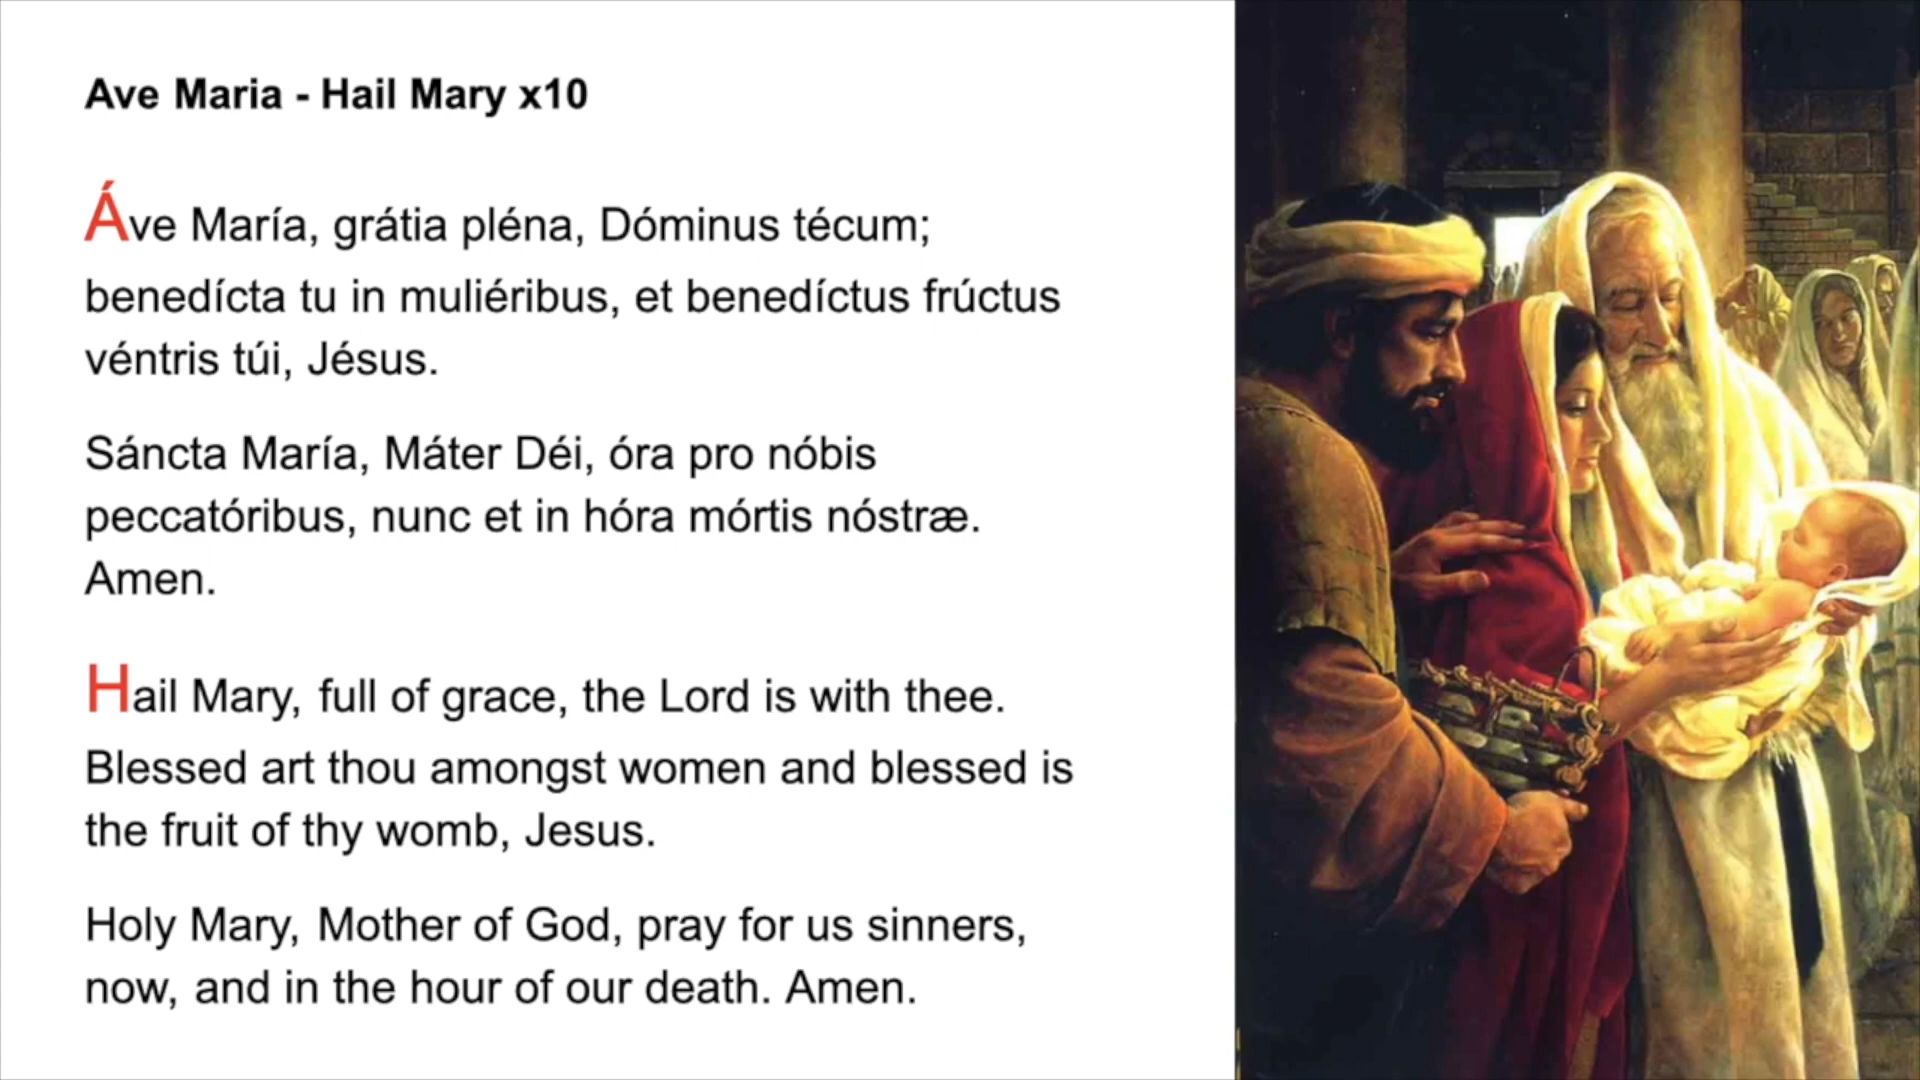 Ave Maria - Hail Mary x10
Áve María, grátia pléna, Dóminus técum;
benedícta tu in muliéribus, et benedíctus frúctus
véntris túi, Jésus.
Sáncta María, Máter Déi, óra pro nóbis
peccatóribus, nunc et in hóra mórtis nóstræ.
Amen.
Hail Mary, full of grace, the Lord is with thee.
Blessed art thou amongst women and blessed is
the fruit of thy womb, Jesus.
Holy Mary, Mother of God, pray for us sinners,
now, and in the hour of our death. Amen.